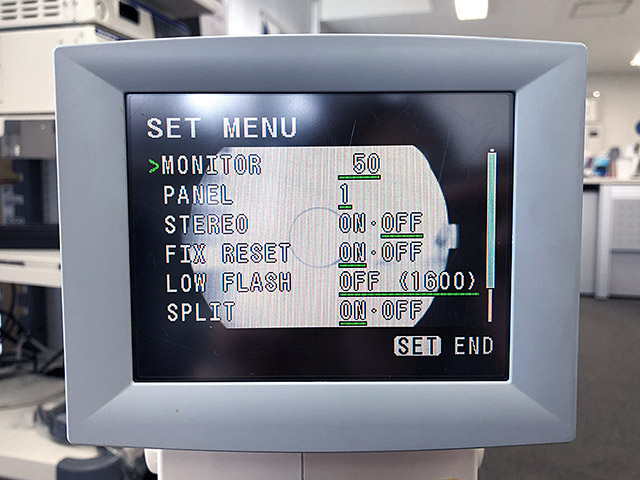 SET MENU
>MONITOR 50
PANEL 1
STEREO ON·OFF
FIX RESET ON·OFF
LOW FLASH OFF (1600)
SPLIT ON·OFF
SET END